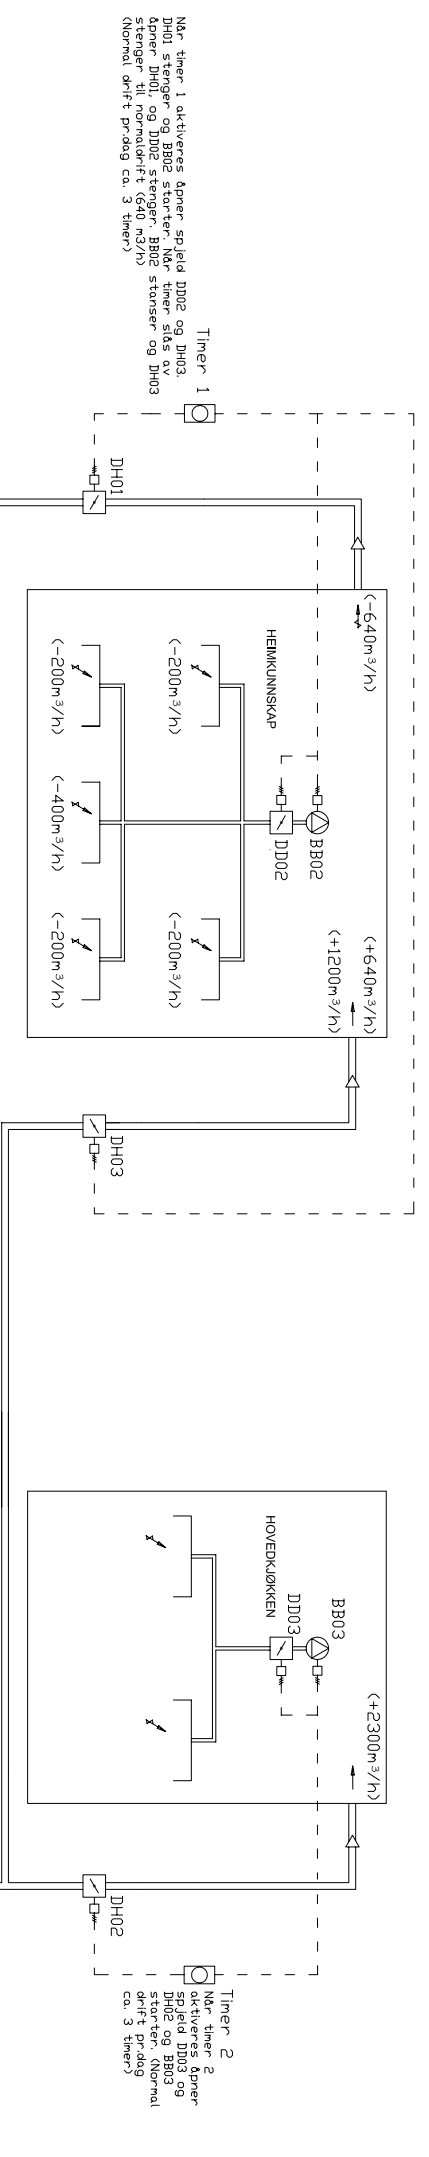 Når timer 1 aktiveres åpner spjeld DD02 og DH03.
DH01 stenger og BB02 starter. Når timer slås av
åpner DH01, og DD02 stenger. BB02 stanser og DH03
stenger til normaldrift (640 m3/h)
(Normal drift pr.dag ca. 3 timer)
Timer 1
DH01
(-640m³/h)
HEIMKUNNSKAP
(-200m³/h)
(-200m³/h)
BB02
DD02
(-400m³/h)
(+640m³/h)
(+1200m³/h)
(-200m³/h)
(-200m³/h)
DH03
HOVEDKJØKKEN
BB03
DD03
(+2300m³/h)
DH02
Timer 2
Når timer 2
aktiveres åpner
spjeld DD03 og
DH02 og BB03
starter. (Normal
drift pr.dag
ca. 3 timer)